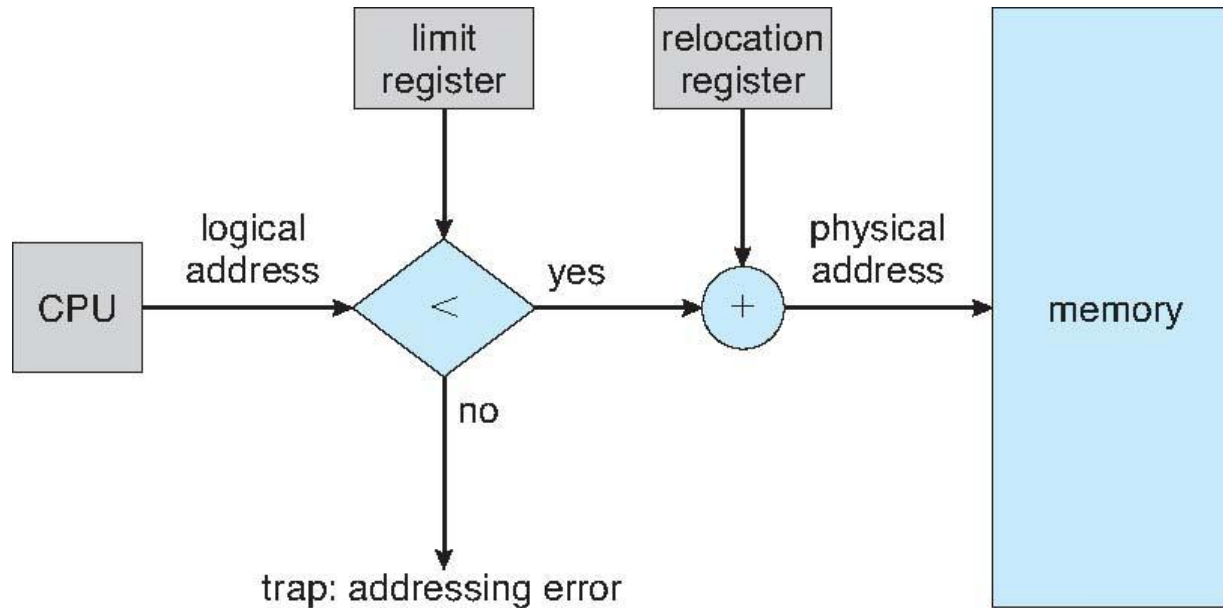 limit
register
relocation
register
CPU
logical
address
<
yes
+
physical
address
memory
no
trap: addressing error